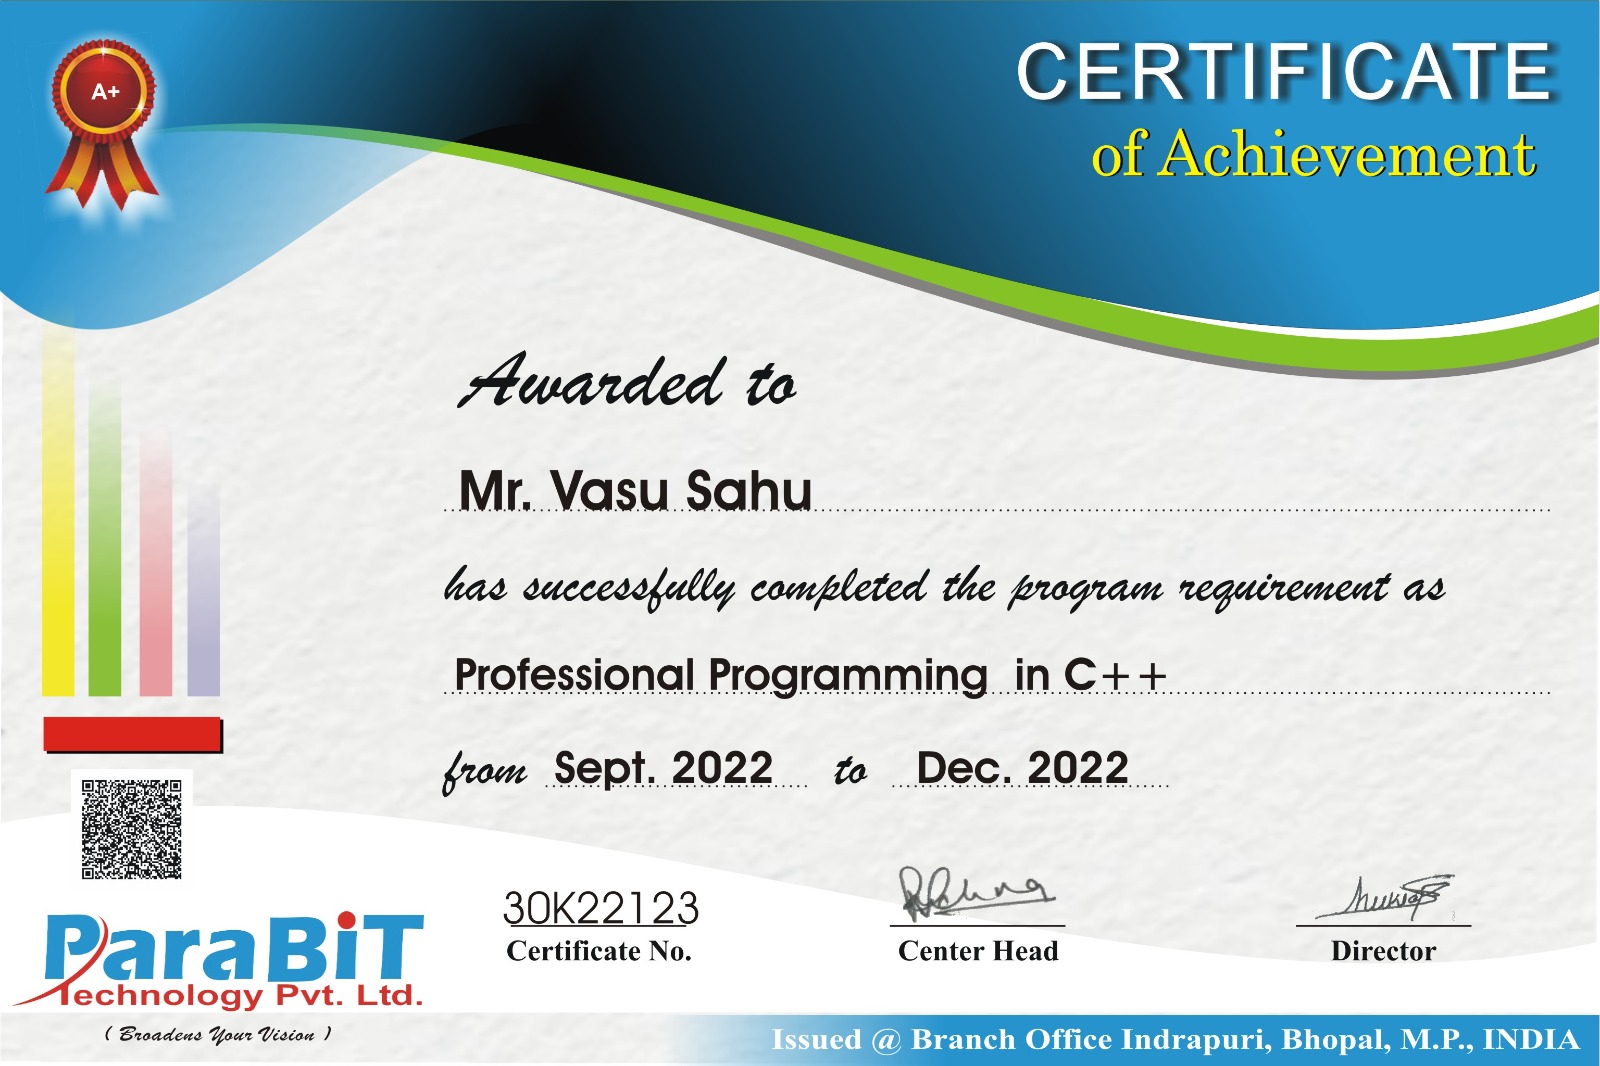 A+
CERTIFICATE
of Achievement
Awarded to
Mr. Vasu Sahu
has successfully completed the program requirement as
Professional Programming in C++
from Sept. 2022 to Dec. 2022
30K22123
Certificate No.
Center Head
Director
ParaBiT
Technology Pvt. Ltd.
( Broadens Your Vision )
Issued @ Branch Office Indrapuri, Bhopal, M.P., INDIA